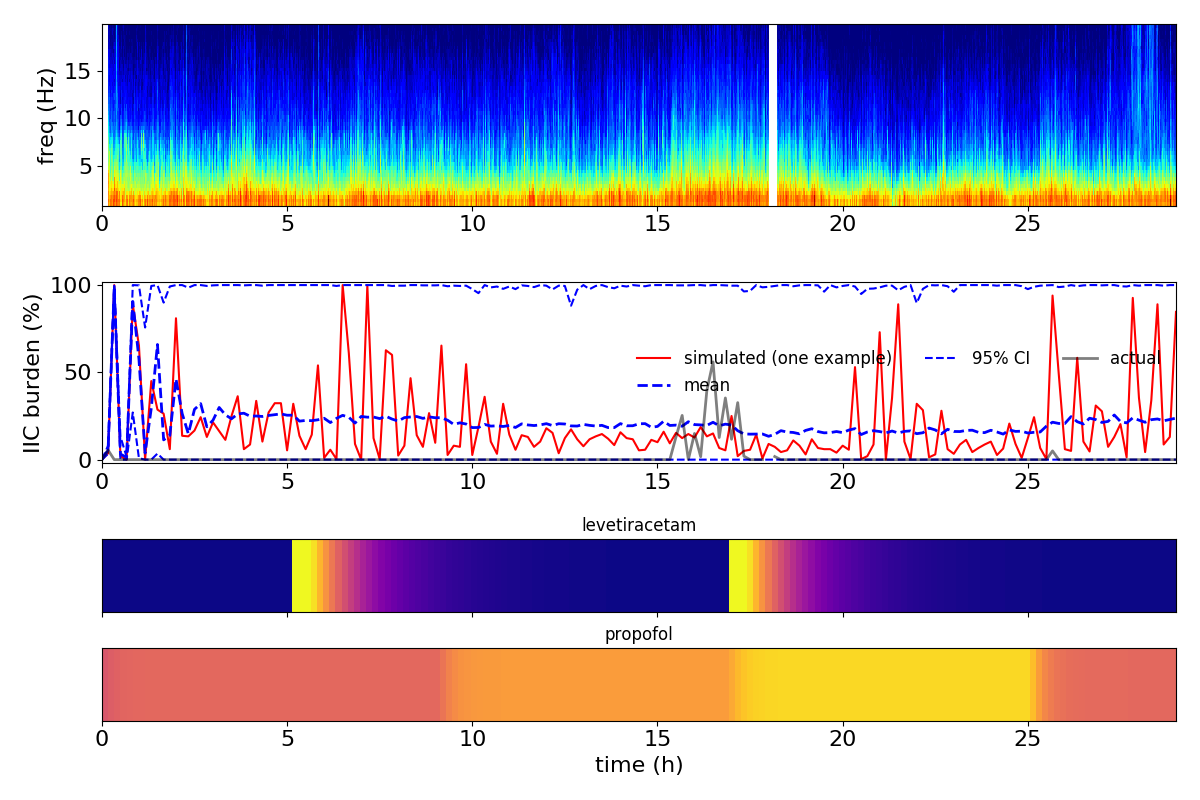 freq (Hz)
15
10
5
0 5 10 15 20 25
IIC burden (%)
100
50
0
simulated (one example) 95% CI actual
mean
0 5 10 15 20 25
levetiracetam
propofol
0 5 10 15 20 25
time (h)